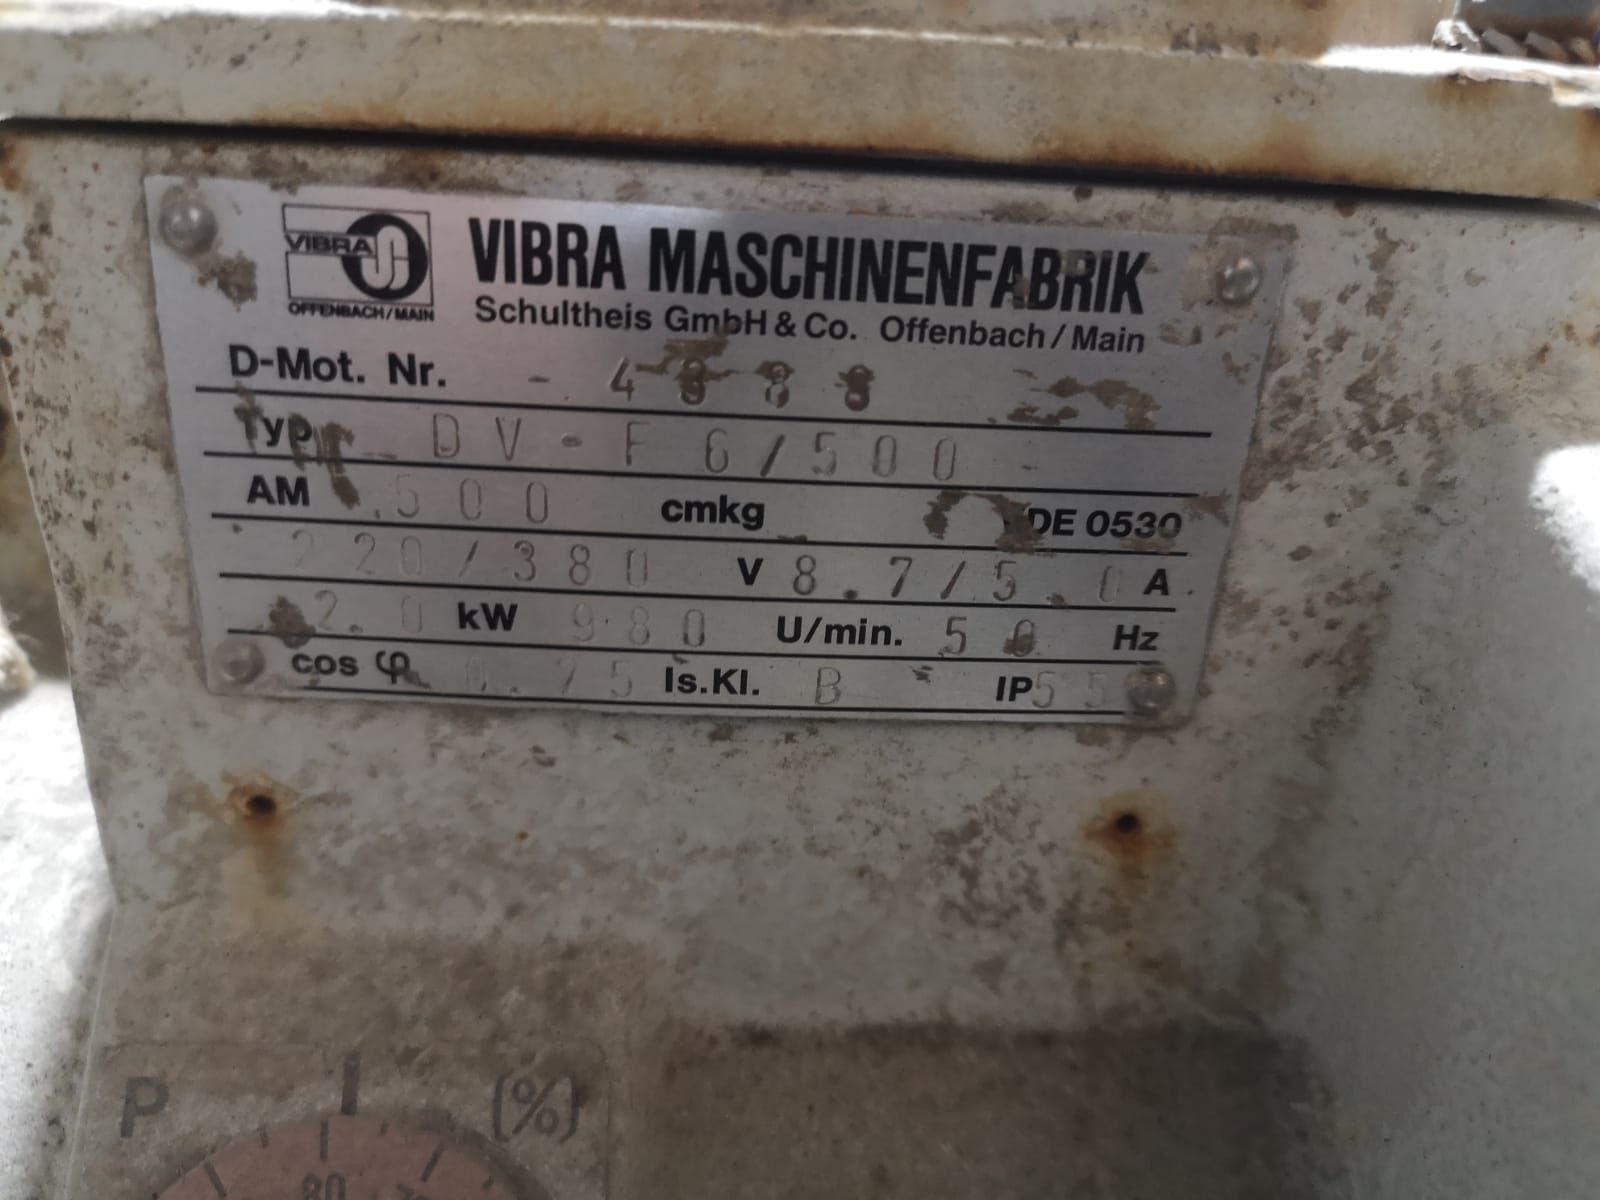 VIBRA
OFFENBACH/MAIN
VIBRA MASCHINENFABRIK
Schultheis GmbH & Co. Offenbach / Main
D-Mot. Nr. -
Typ DV-F 6/500
AM 500 cmkg VDE 0530
220/380 V 8.7/5.0 A
2.0 kW 980 U/min. 50 Hz
cos φ 0.75 Is.Kl. B IP55
P I (%)
80